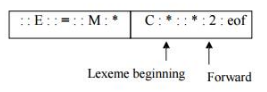 : : E : : = : : M : * C : * : : * : 2 : eof
Lexeme beginning Forward